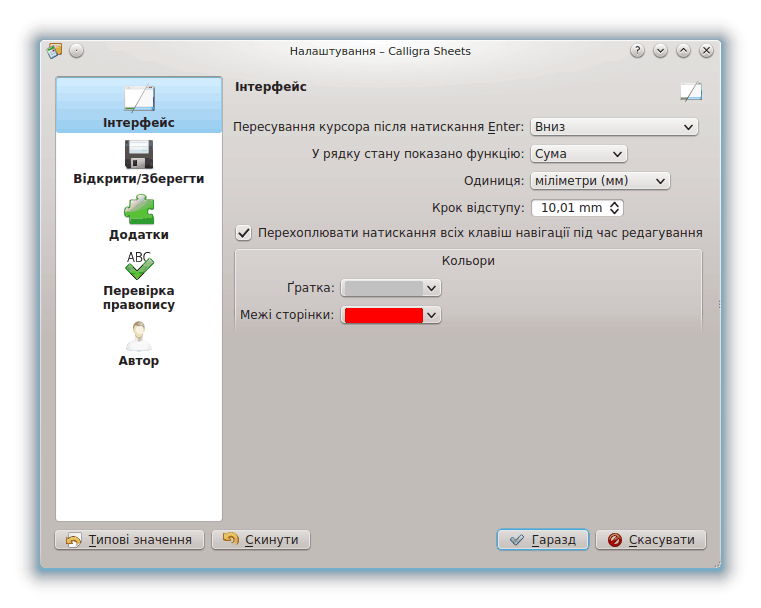 Налаштування – Calligra Sheets
Інтерфейс
Відкрити/Зберегти
Додатки
ABC
Перевірка
правопису
Автор
Інтерфейс
Пересування курсора після натискання Enter: Вниз
У рядку стану показано функцію: Сума
Одиниця: міліметри (мм)
Крок відступу: 10,01 mm
Перехоплювати натискання всіх клавіш навігації під час редагування
Кольори
Ґратка:
Межі сторінки:
Типові значення Скинути Гаразд Скасувати